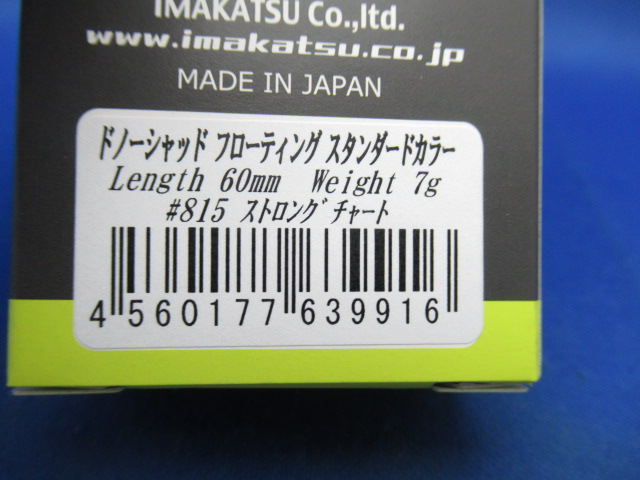 IMAKATSU Co.,ltd.
www.imakatsu.co.jp
MADE IN JAPAN
ドノーシャッド フローティング スタンダードカラー
Length 60mm Weight 7g
#815 ストロングチャート
4 560177 639916